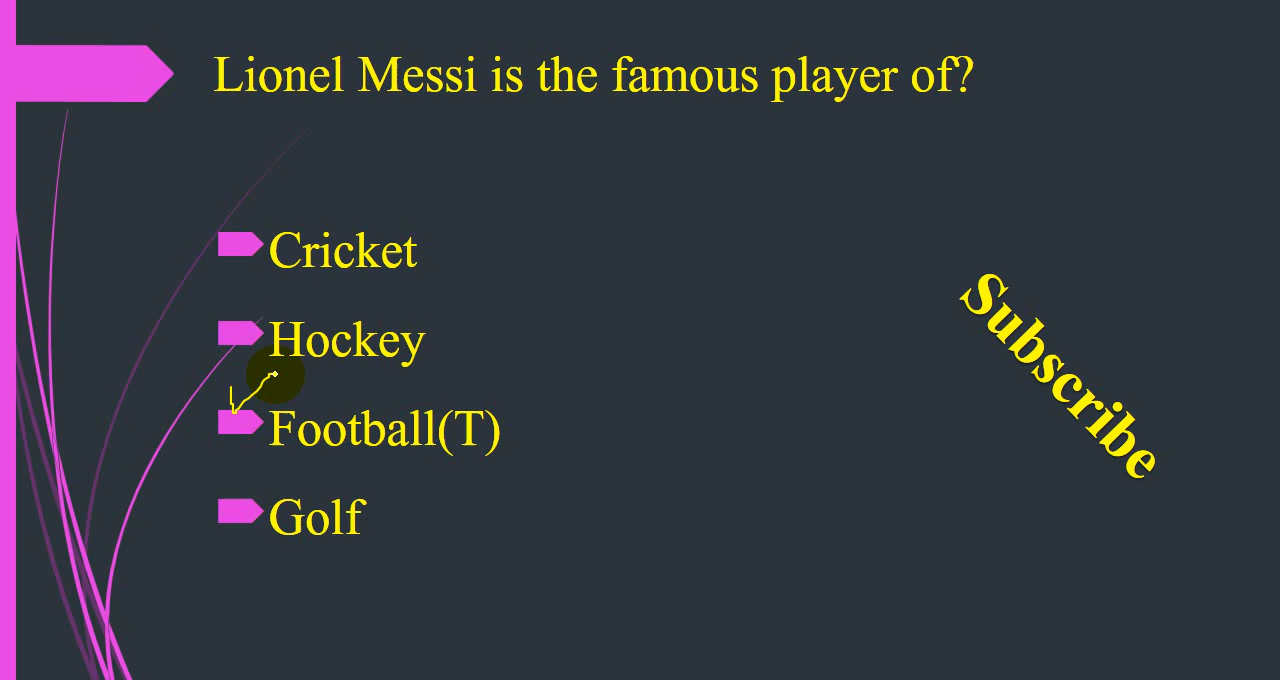 Lionel Messi is the famous player of?
Cricket
Hockey
Football(T)
Golf
Subscribe